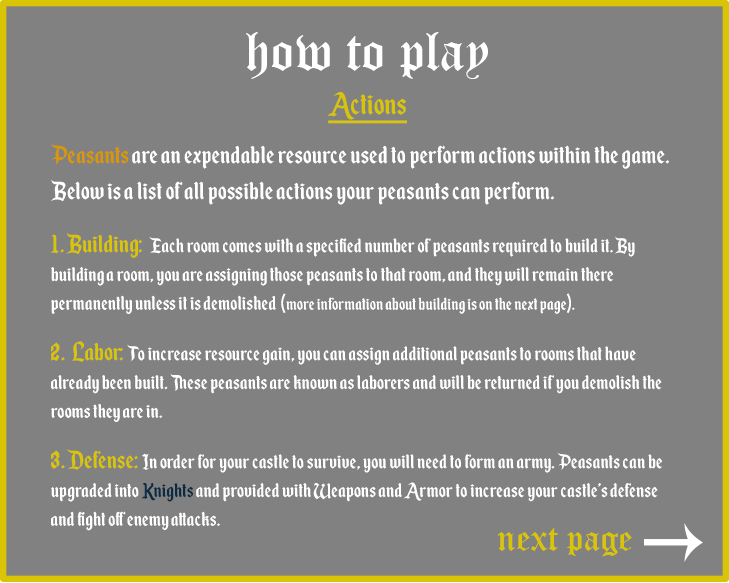 how to play
Actions
Peasants are an expendable resource used to perform actions within the game.
Below is a list of all possible actions your peasants can perform.
1. Building: Each room comes with a specified number of peasants required to build it. By
building a room, you are assigning those peasants to that room, and they will remain there
permanently unless it is demolished (more information about building is on the next page).
2. Labor: To increase resource gain, you can assign additional peasants to rooms that have
already been built. These peasants are known as laborers and will be returned if you demolish the
rooms they are in.
3. Defense: In order for your castle to survive, you will need to form an army. Peasants can be
upgraded into Knights and provided with Weapons and Armor to increase your castle's defense
and fight off enemy attacks.
next page